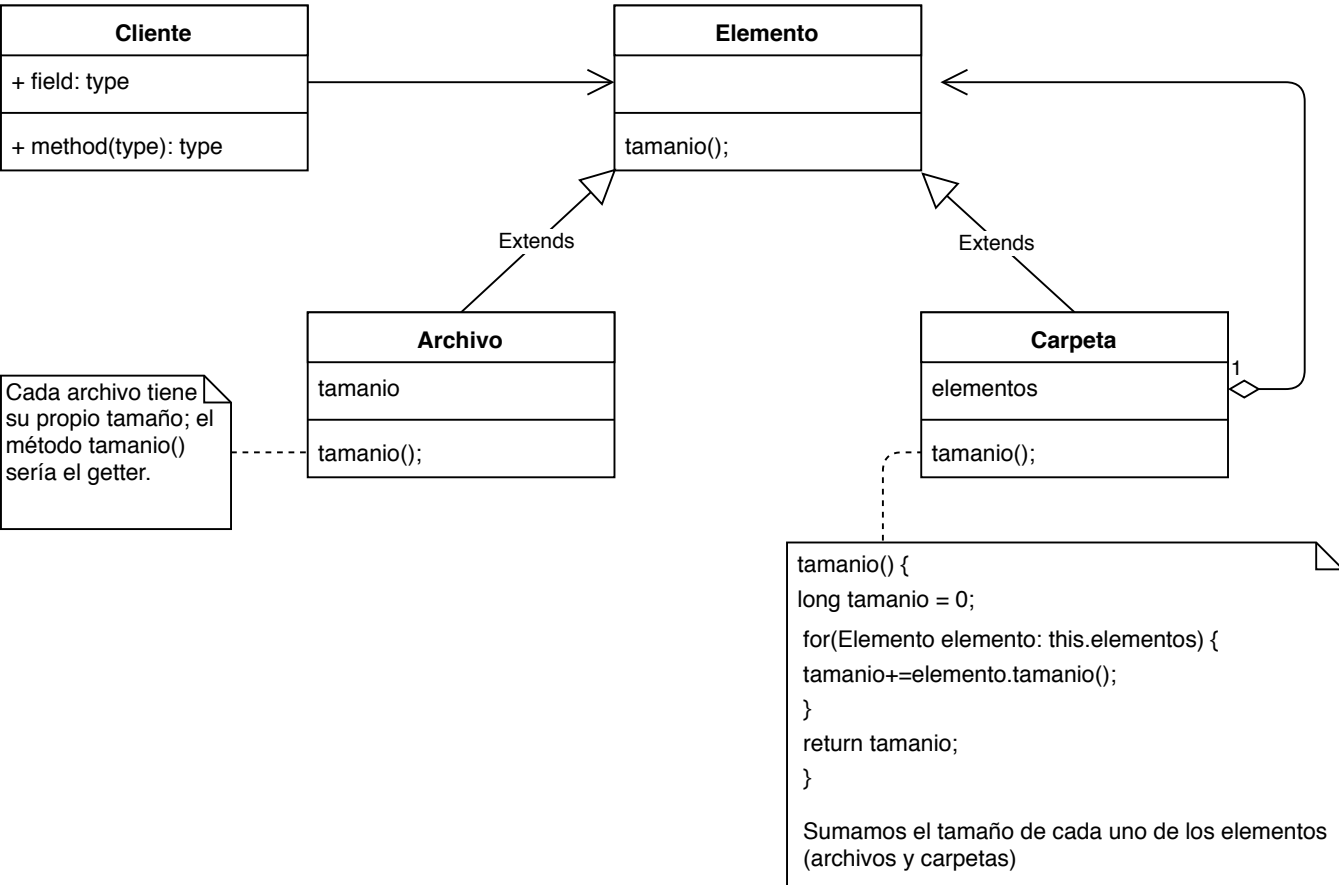 Cliente
+ field: type
+ method(type): type
Elemento
tamanio();
Extends
Extends
Archivo
tamanio
tamanio();
Carpeta
elementos
tamanio();
1
Cada archivo tiene
su propio tamaño; el
método tamanio()
sería el getter.
tamanio() {
long tamanio = 0;
for(Elemento elemento: this.elementos) {
tamanio+=elemento.tamanio();
}
return tamanio;
}
Sumamos el tamaño de cada uno de los elementos
(archivos y carpetas)